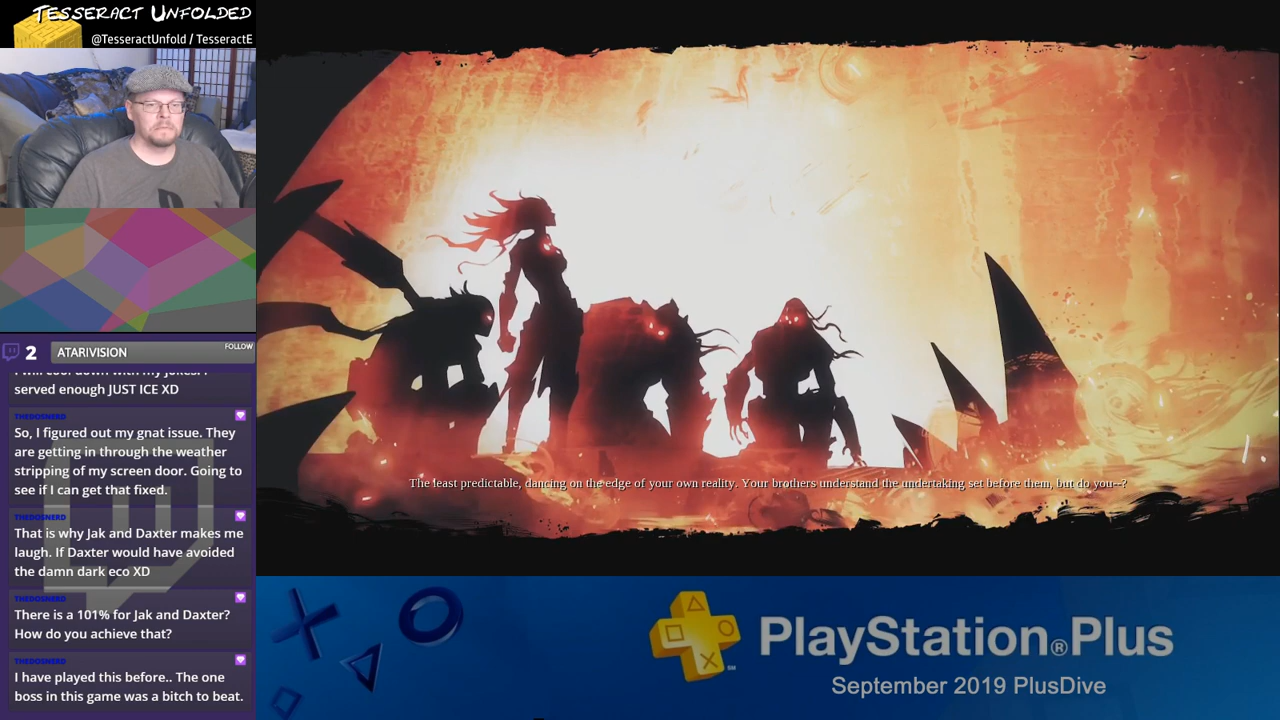 TESSERACT UNFOLDED
@TesseractUnfold / TesseractE
2 ATARIVISION FOLLOW
served enough JUST ICE XD
THEDOSNERD
So, I figured out my gnat issue. They
are getting in through the weather
stripping of my screen door. Going to
see if I can get that fixed.
THEDOSNERD
That is why Jak and Daxter makes me
laugh. If Daxter would have avoided
the damn dark eco XD
THEDOSNERD
There is a 101% for Jak and Daxter?
How do you achieve that?
THEDOSNERD
I have played this before.. The one
boss in this game was a bitch to beat.
The least predictable, dancing on the edge of your own reality. Your brothers understand the undertaking set before them, but do you--?
PlayStation®Plus
September 2019 PlusDive